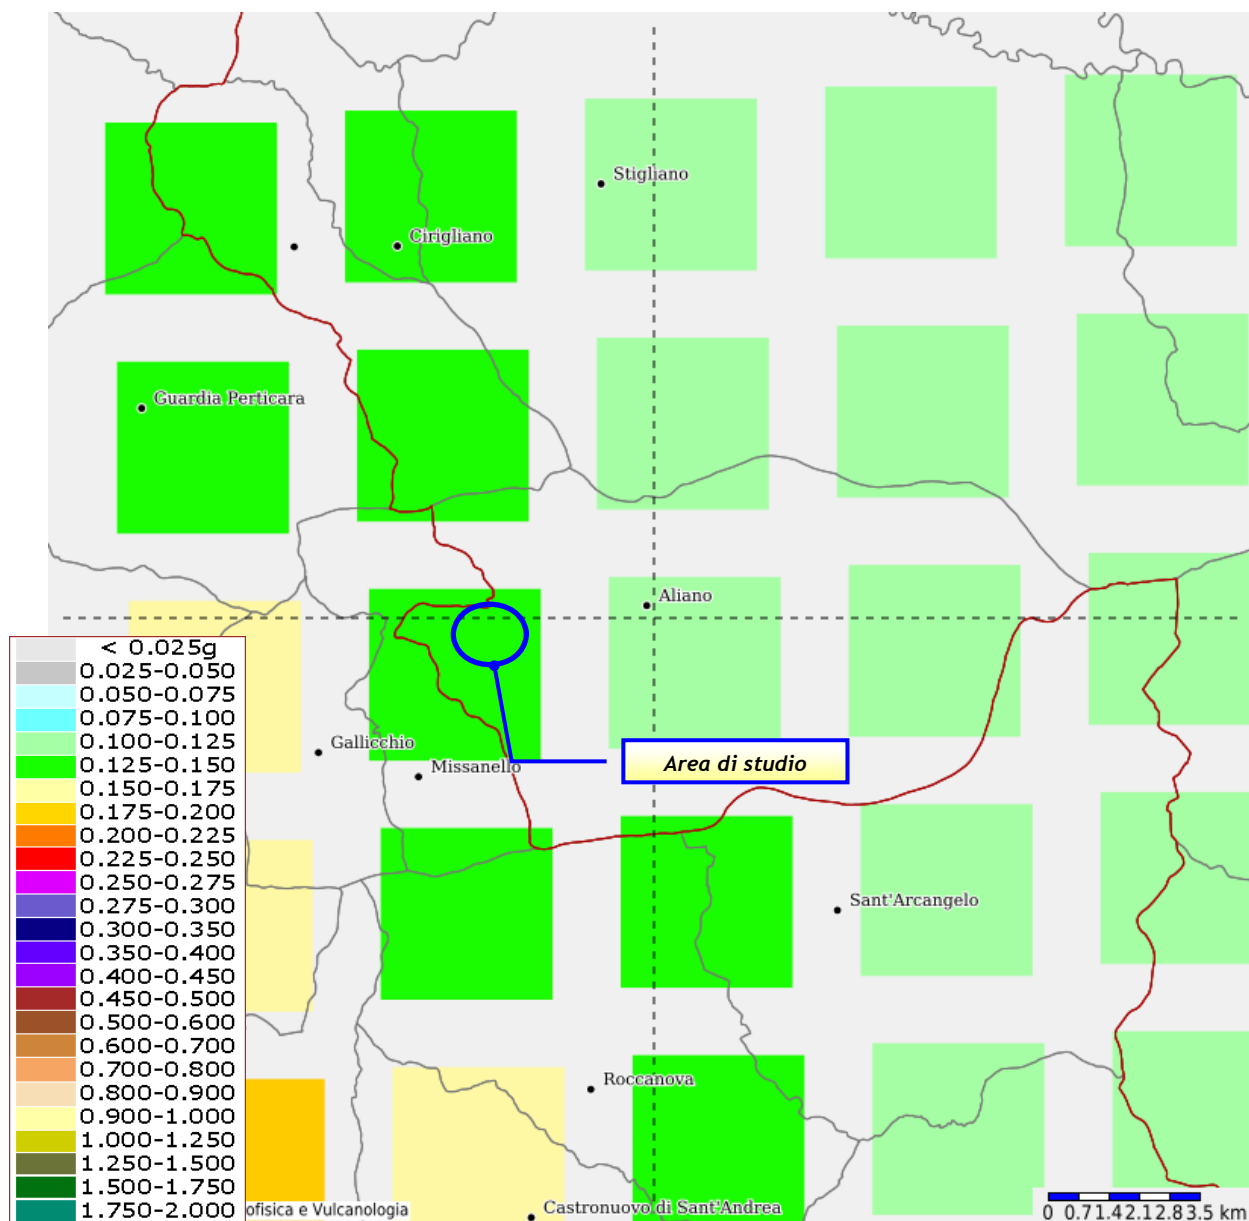 Stigliano
Cirigliano
Guardia Perticara
Aliano
Gallicchio
Missanello
Area di studio
Sant'Arcangelo
Roccanova
Castronuovo di Sant'Andrea
< 0.025g
0.025-0.050
0.050-0.075
0.075-0.100
0.100-0.125
0.125-0.150
0.150-0.175
0.175-0.200
0.200-0.225
0.225-0.250
0.250-0.275
0.275-0.300
0.300-0.350
0.350-0.400
0.400-0.450
0.450-0.500
0.500-0.600
0.600-0.700
0.700-0.800
0.800-0.900
0.900-1.000
1.000-1.250
1.250-1.500
1.500-1.750
1.750-2.000
ofisica e Vulcanologia
0 0.71.42.12.83.5 km